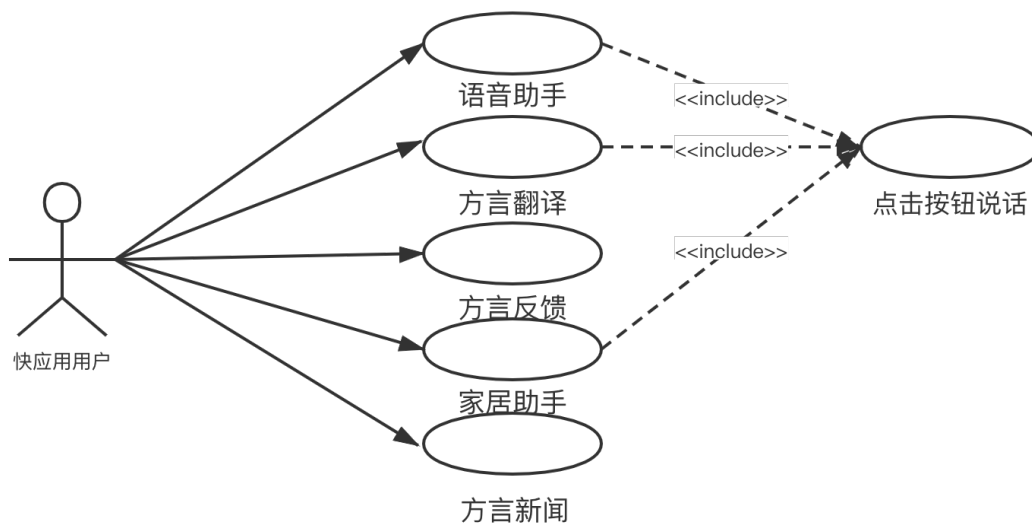 语音助手
<<include>>
方言翻译
<<include>>
点击按钮说话
<<include>>
方言反馈
快应用用户
家居助手
方言新闻